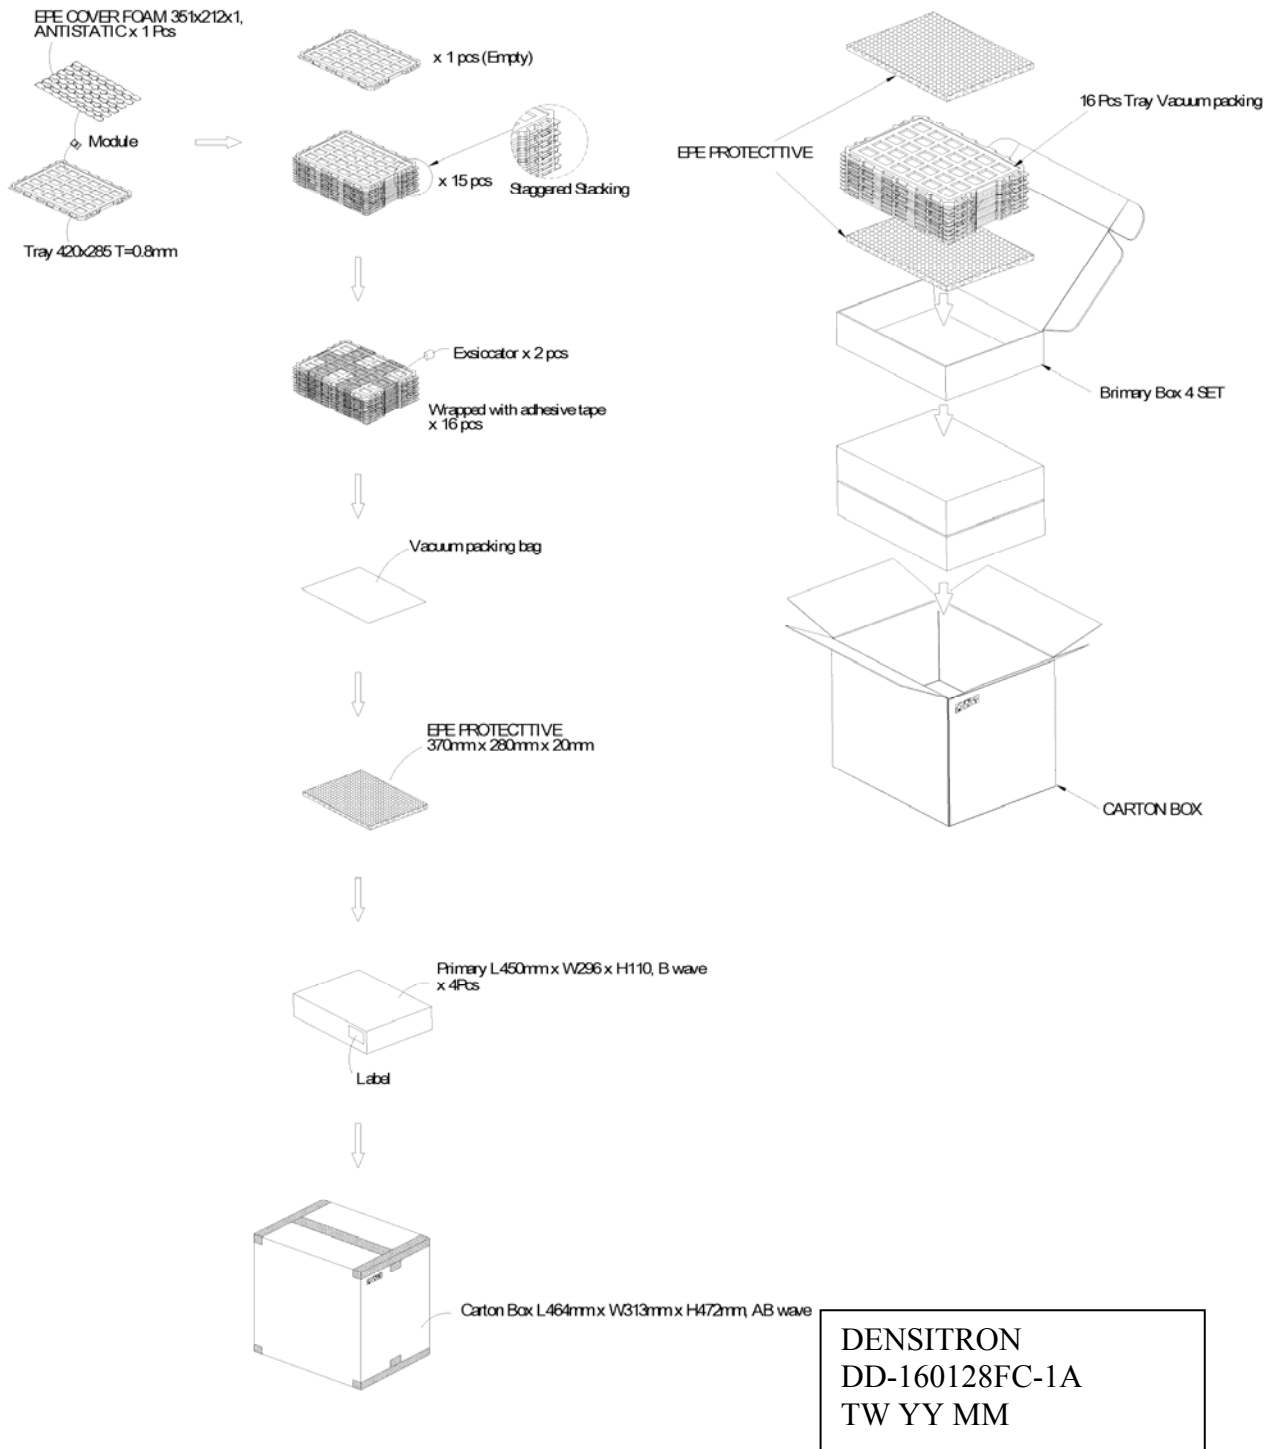 EPE COVER FOAM 351x212x1,
ANTISTATIC x 1 Pcs
Module
Tray 420x285 T=0.8mm
x 1 pcs (Empty)
x 15 pcs
Staggered Stacking
Exsiocator x 2 pcs
Wrapped with adhesive tape
x 16 pcs
Vacuum packing bag
EPE PROTECTTIVE
370mm x 280mm x 20mm
Primary L450mm x W296 x H110, B wave
x 4Pcs
Label
Carton Box L464mm x W313mm x H472mm, AB wave
16 Pcs Tray Vacuum packing
EPE PROTECTTIVE
Brimary Box 4 SET
CARTON BOX
DENSITRON
DD-160128FC-1A
TW YY MM